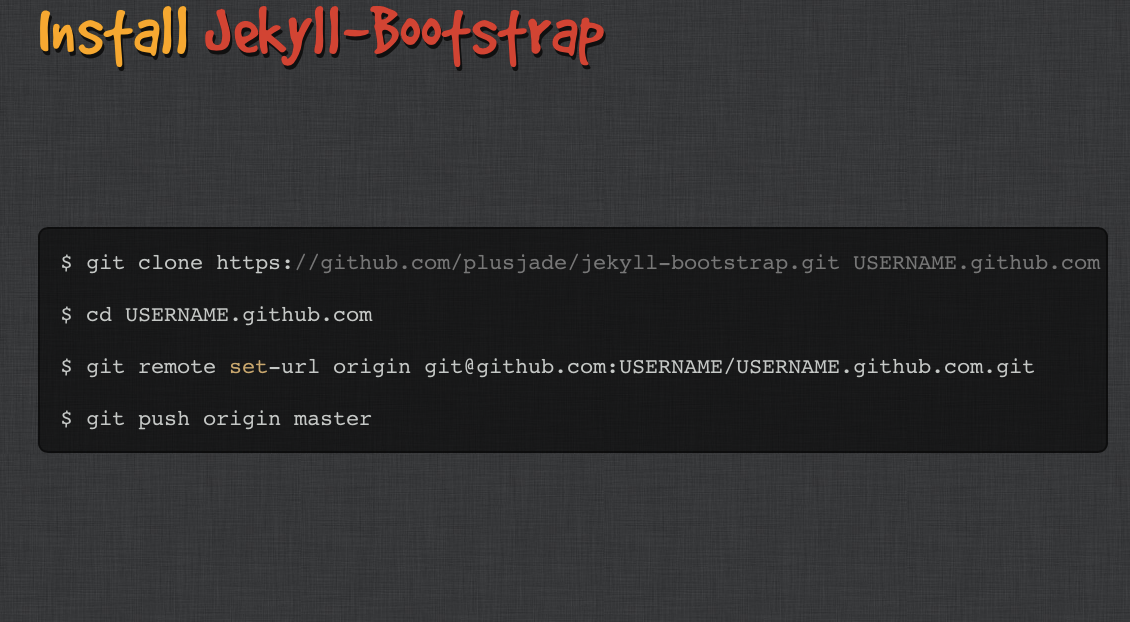 Install Jekyll-Bootstrap
$ git clone https://github.com/plusjade/jekyll-bootstrap.git USERNAME.github.com
$ cd USERNAME.github.com
$ git remote set-url origin git@github.com:USERNAME/USERNAME.github.com.git
$ git push origin master